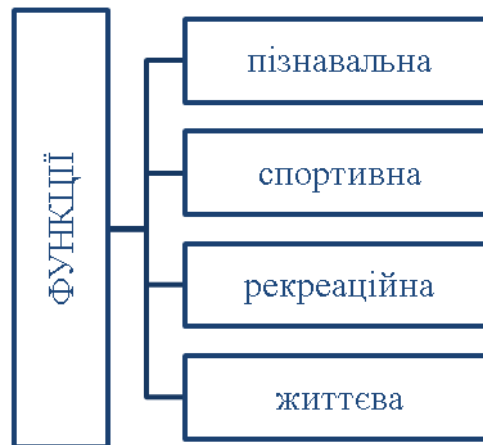 ФУНКЦІЇ
пізнавальна
спортивна
рекреаційна
життєва